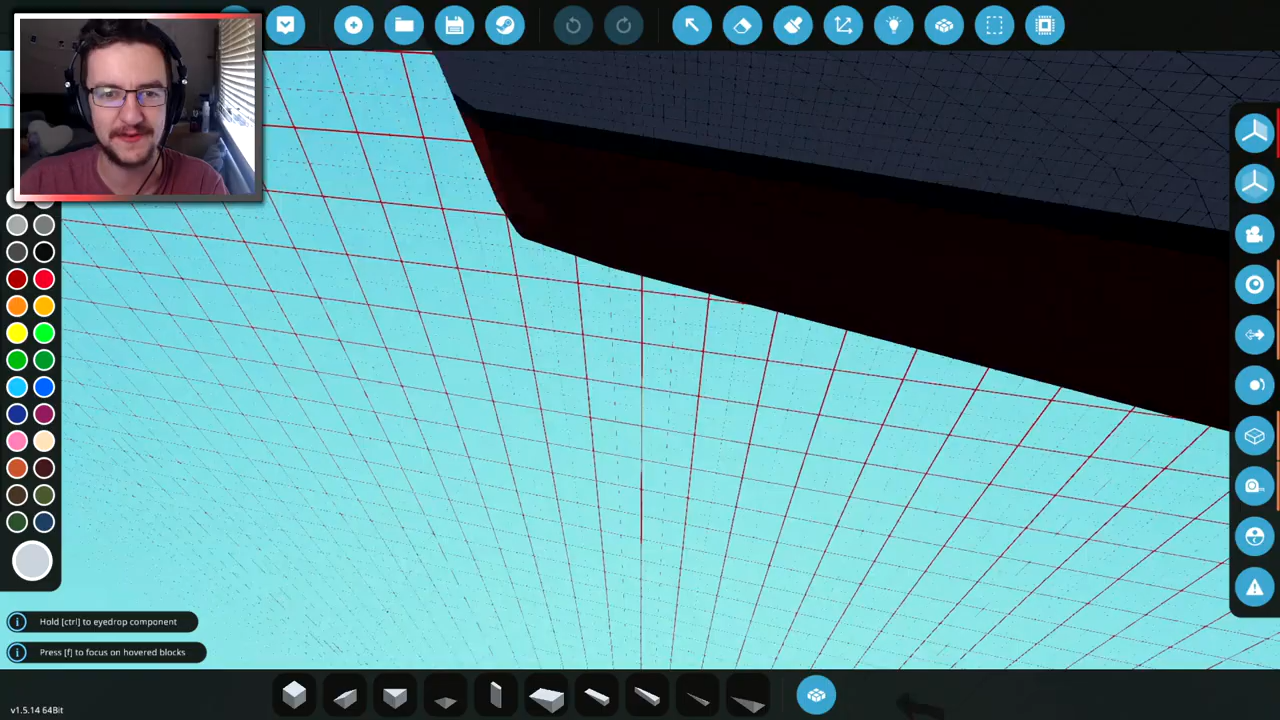 Hold [ctrl] to eyedrop component
Press [f] to focus on hovered blocks
v1.5.14 64Bit